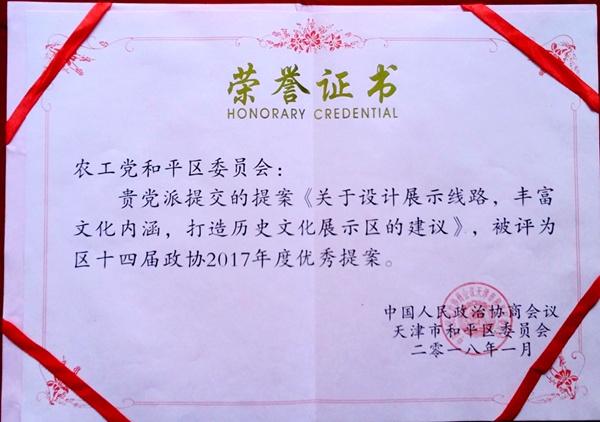 荣誉证书
HONORARY CREDENTIAL
农工党和平区委员会：
贵党派提交的提案《关于设计展示线路，丰富
文化内涵，打造历史文化展示区的建议》，被评为
区十四届政协2017年度优秀提案。
中国人民政治协商会议
天津市和平区委员会
二零一八年一月